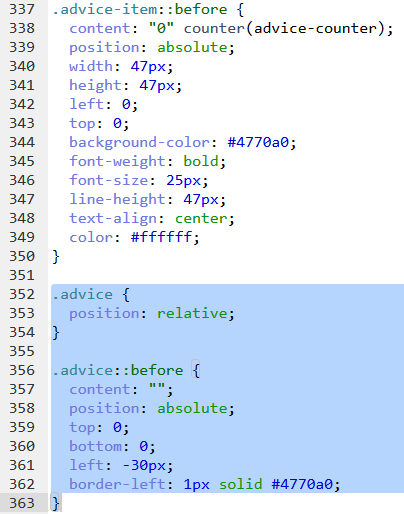 337 .advice-item::before {
338 content: "0" counter(advice-counter);
339 position: absolute;
340 width: 47px;
341 height: 47px;
342 left: 0;
343 top: 0;
344 background-color: #4770a0;
345 font-weight: bold;
346 font-size: 25px;
347 line-height: 47px;
348 text-align: center;
349 color: #ffffff;
350 }
351
352 .advice {
353 position: relative;
354 }
355
356 .advice::before {
357 content: "";
358 position: absolute;
359 top: 0;
360 bottom: 0;
361 left: -30px;
362 border-left: 1px solid #4770a0;
363 }